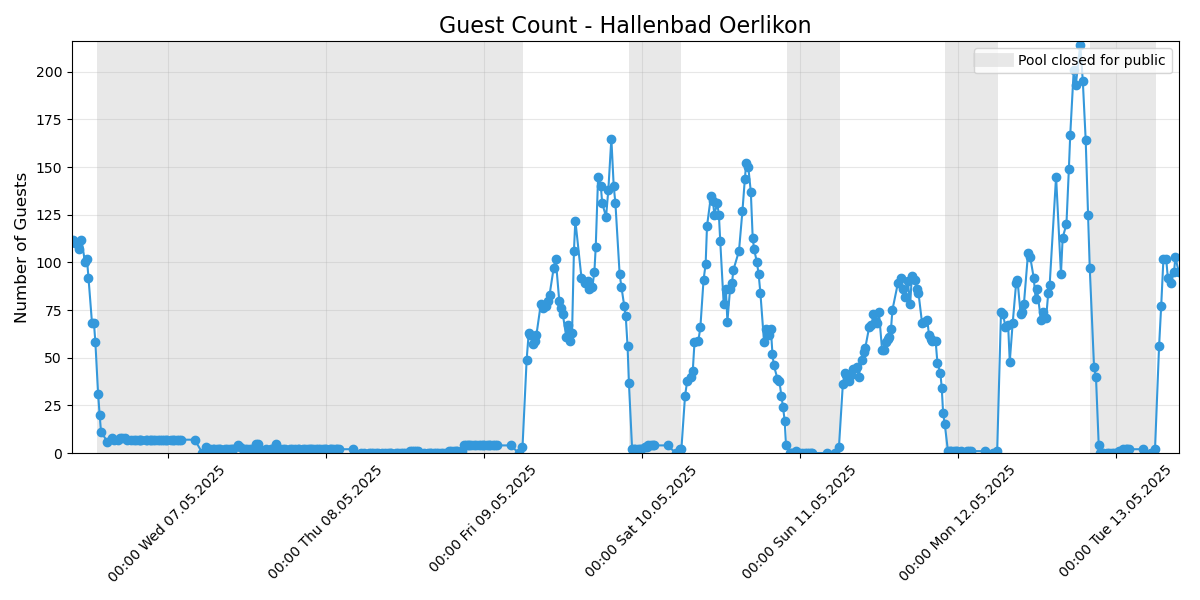 Guest Count - Hallenbad Oerlikon
Pool closed for public
Number of Guests
200
175
150
125
100
75
50
25
0
00:00 Wed 07.05.2025
00:00 Thu 08.05.2025
00:00 Fri 09.05.2025
00:00 Sat 10.05.2025
00:00 Sun 11.05.2025
00:00 Mon 12.05.2025
00:00 Tue 13.05.2025